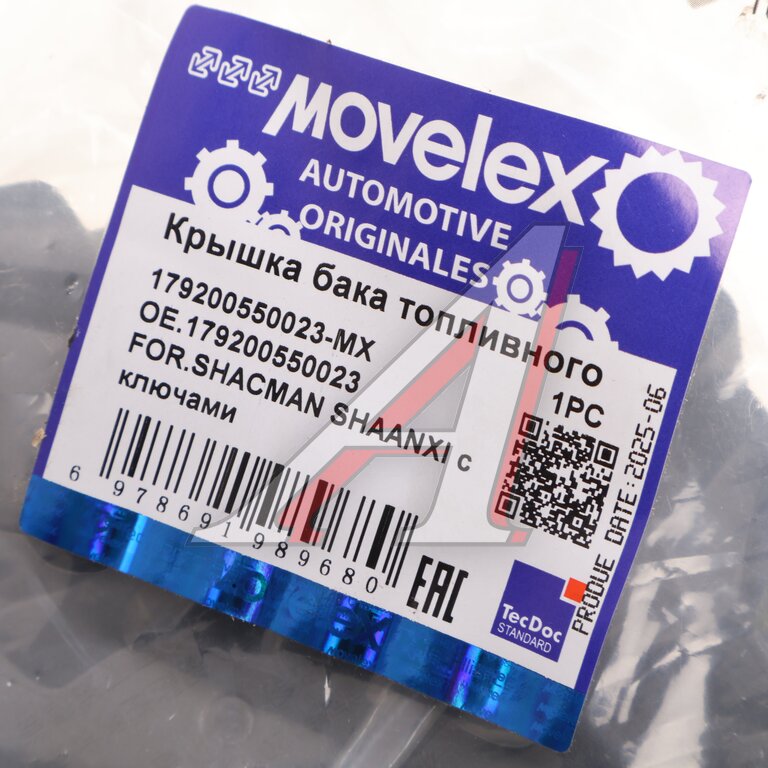 MOVelex
AUTOMOTIVE
ORIGINALES
Крышка бака топливного
179200550023-MX
1PC
OE.179200550023
FOR.SHACMAN SHAANXI с
ключами
6 978691 989680
EAC
TecDoc
STANDARD
PRODUE DATE:2025-06